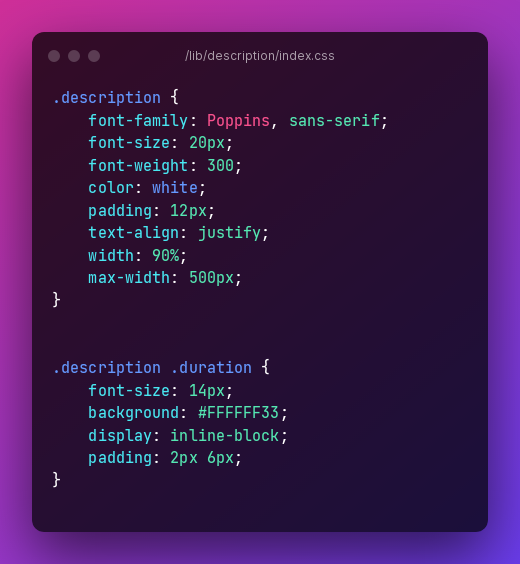 /lib/description/index.css
.description {
    font-family: Poppins, sans-serif;
    font-size: 20px;
    font-weight: 300;
    color: white;
    padding: 12px;
    text-align: justify;
    width: 90%;
    max-width: 500px;
}
.description .duration {
    font-size: 14px;
    background: #FFFFFF33;
    display: inline-block;
    padding: 2px 6px;
}